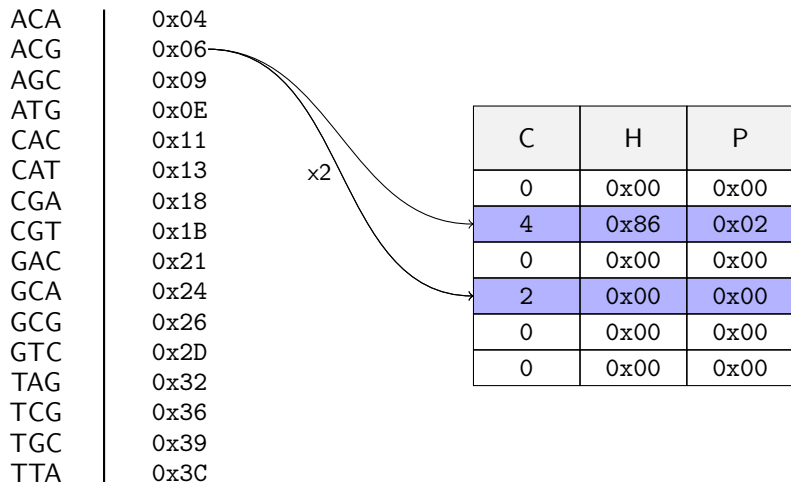 ACA 0x04
ACG 0x06
AGC 0x09
ATG 0x0E
CAC 0x11
CAT 0x13
CGA 0x18
CGT 0x1B
GAC 0x21
GCA 0x24
GCG 0x26
GTC 0x2D
TAG 0x32
TCG 0x36
TGC 0x39
TTA 0x3C
x2
C H P
0 0x00 0x00
4 0x86 0x02
0 0x00 0x00
2 0x00 0x00
0 0x00 0x00
0 0x00 0x00